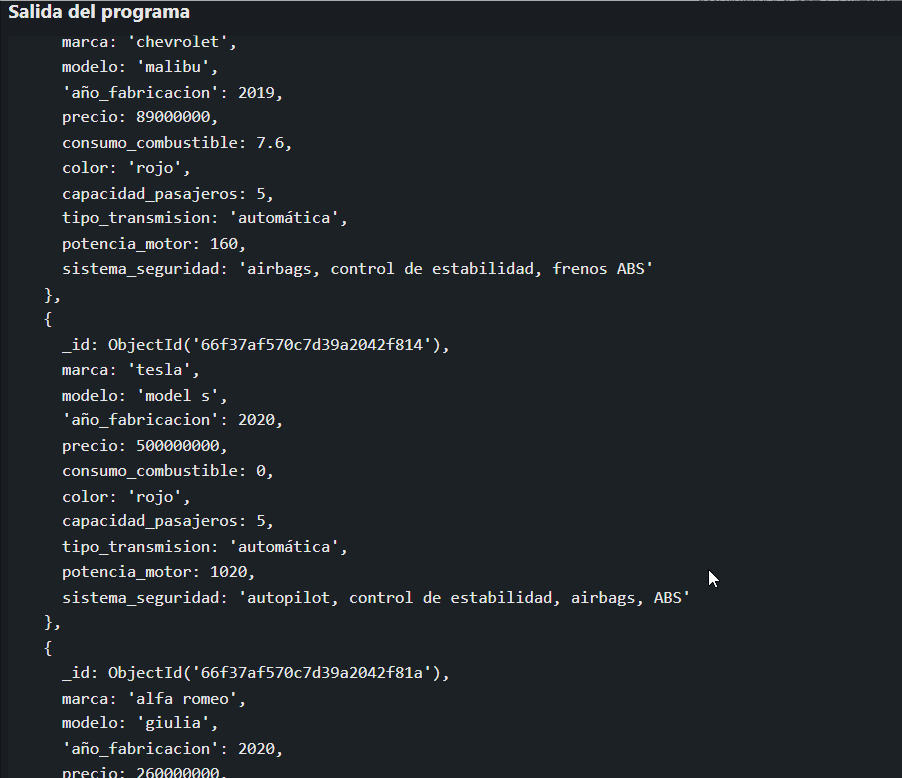 Salida del programa
marca: 'chevrolet',
modelo: 'malibu',
'año_fabricacion': 2019,
precio: 89000000,
consumo_combustible: 7.6,
color: 'rojo',
capacidad_pasajeros: 5,
tipo_transmision: 'automática',
potencia_motor: 160,
sistema_seguridad: 'airbags, control de estabilidad, frenos ABS'
},
{
_id: ObjectId('66f37af570c7d39a2042f814'),
marca: 'tesla',
modelo: 'model s',
'año_fabricacion': 2020,
precio: 500000000,
consumo_combustible: 0,
color: 'rojo',
capacidad_pasajeros: 5,
tipo_transmision: 'automática',
potencia_motor: 1020,
sistema_seguridad: 'autopilot, control de estabilidad, airbags, ABS'
},
{
_id: ObjectId('66f37af570c7d39a2042f81a'),
marca: 'alfa romeo',
modelo: 'giulia',
'año_fabricacion': 2020,
precio: 260000000,